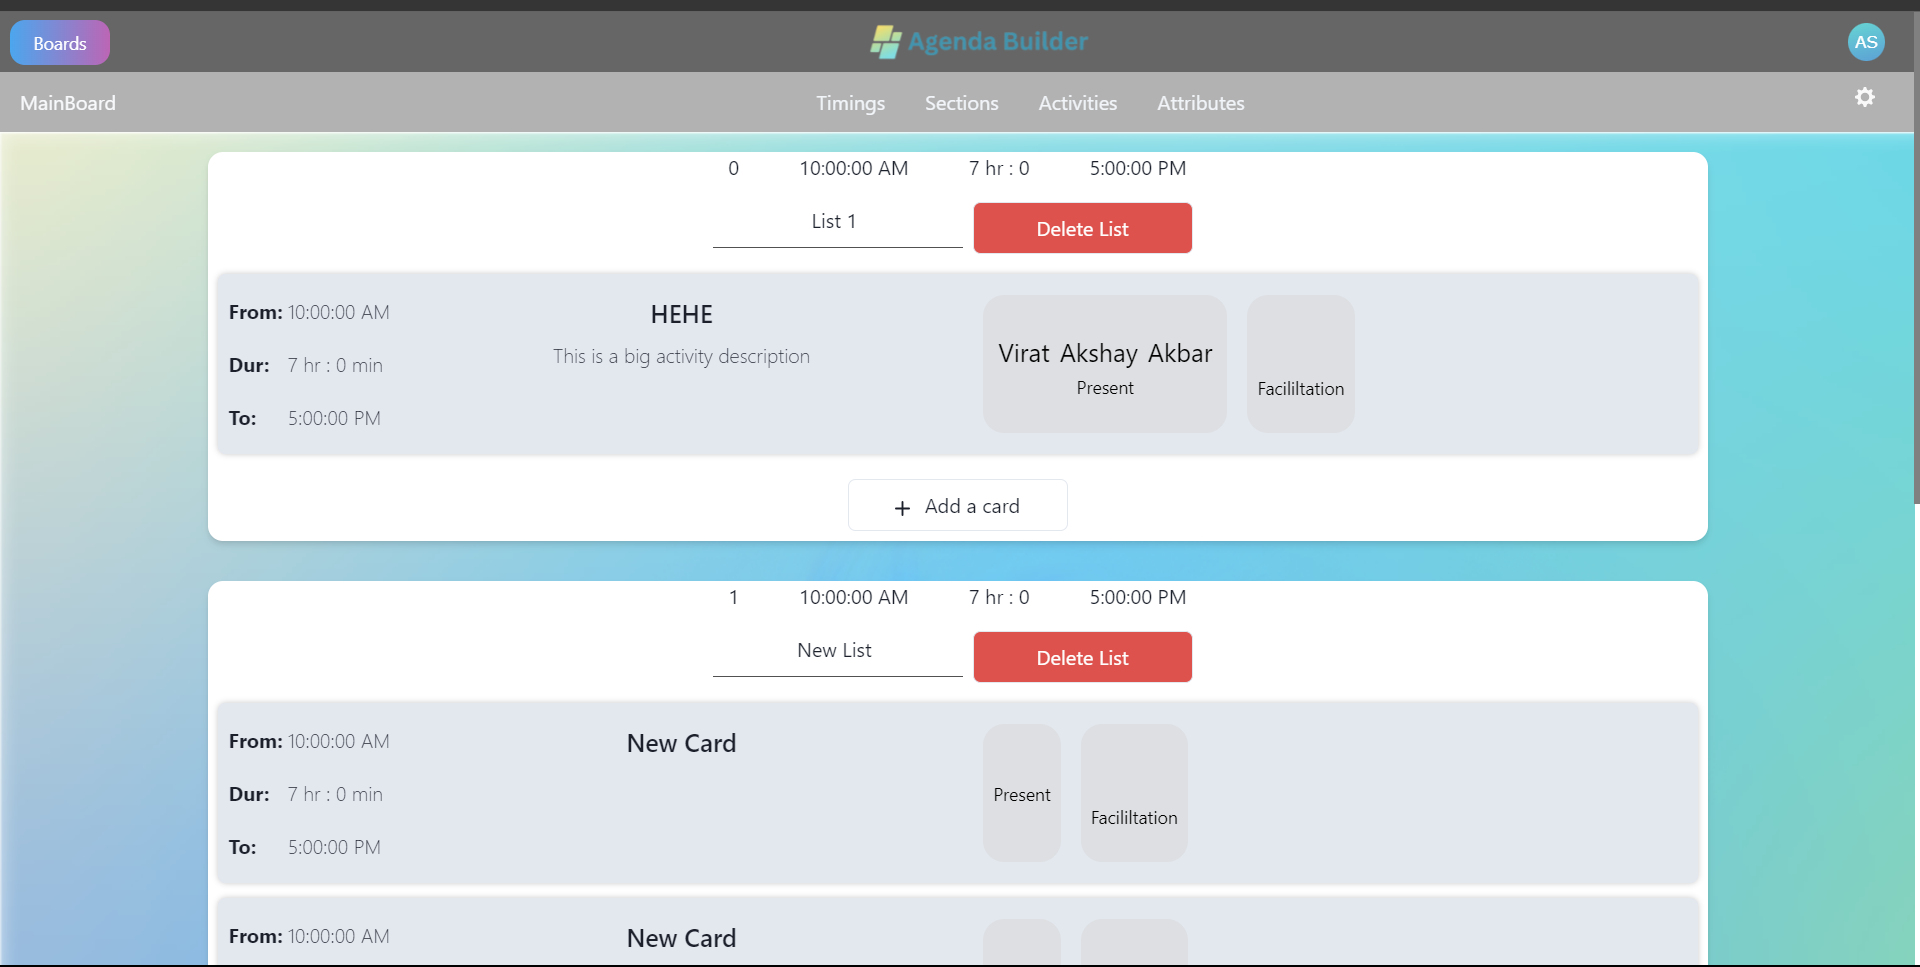 Boards
Agenda Builder
AS
MainBoard
Timings Sections Activities Attributes
0 10:00:00 AM 7 hr : 0 5:00:00 PM
List 1 Delete List
From: 10:00:00 AM
Dur: 7 hr : 0 min
To: 5:00:00 PM
HEHE
This is a big activity description
Virat Akshay Akbar
Present
Facililtation
+ Add a card
1 10:00:00 AM 7 hr : 0 5:00:00 PM
New List Delete List
From: 10:00:00 AM
Dur: 7 hr : 0 min
To: 5:00:00 PM
New Card
Present
Facililtation
From: 10:00:00 AM
New Card